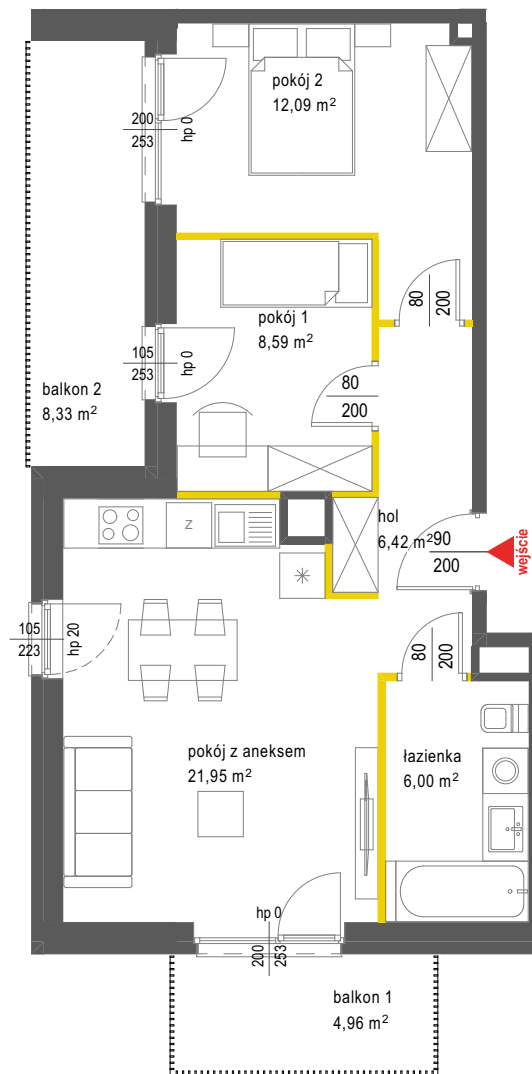 pokój 2
12,09 m²
200
253
hp 0
80
200
pokój 1
8,59 m²
105
253
hp 0
80
200
balkon 2
8,33 m²
z
hol
6,42 m²
90
200
wejście
105
223
hp 20
80
200
pokój z aneksem
21,95 m²
łazienka
6,00 m²
hp 0
200
253
balkon 1
4,96 m²